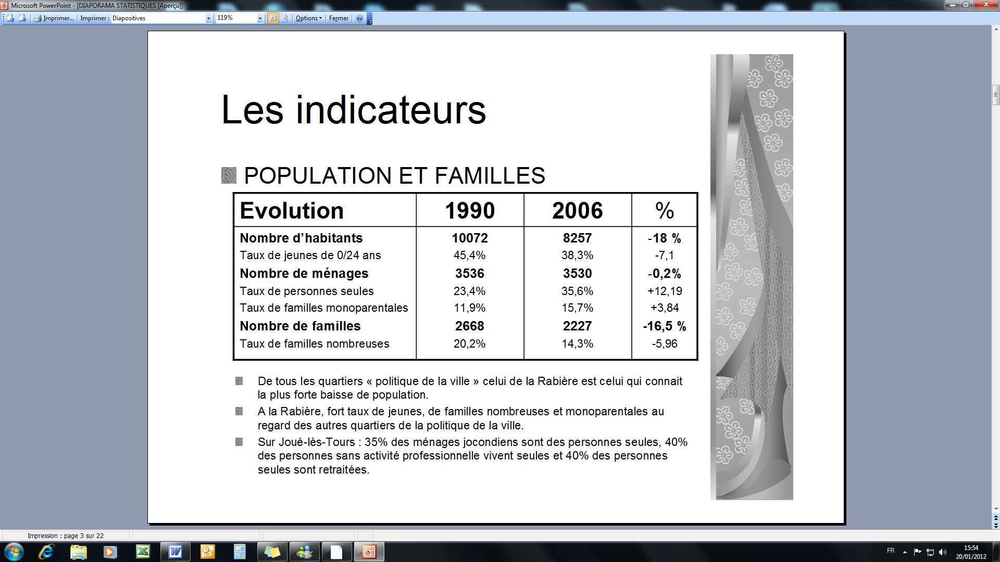 Microsoft PowerPoint - [DIAPORAMA STATISTIQUES [Aperçu]]
Imprimer... Imprimer : Diapositives 119% Options Fermer
Les indicateurs
POPULATION ET FAMILLES
Evolution 1990 2006 %
Nombre d’habitants 10072 8257 -18 %
Taux de jeunes de 0/24 ans 45,4% 38,3% -7,1
Nombre de ménages 3536 3530 -0,2%
Taux de personnes seules 23,4% 35,6% +12,19
Taux de familles monoparentales 11,9% 15,7% +3,84
Nombre de familles 2668 2227 -16,5 %
Taux de familles nombreuses 20,2% 14,3% -5,96
De tous les quartiers « politique de la ville » celui de la Rabière est celui qui connait
la plus forte baisse de population.
A la Rabière, fort taux de jeunes, de familles nombreuses et monoparentales au
regard des autres quartiers de la politique de la ville.
Sur Joué-lès-Tours : 35% des ménages jocondiens sont des personnes seules, 40%
des personnes sans activité professionnelle vivent seules et 40% des personnes
seules sont retraitées.
Impression : page 3 sur 22
FR
15:54
20/01/2012